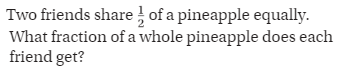 Two friends share 1/2 of a pineapple equally.
What fraction of a whole pineapple does each
friend get?